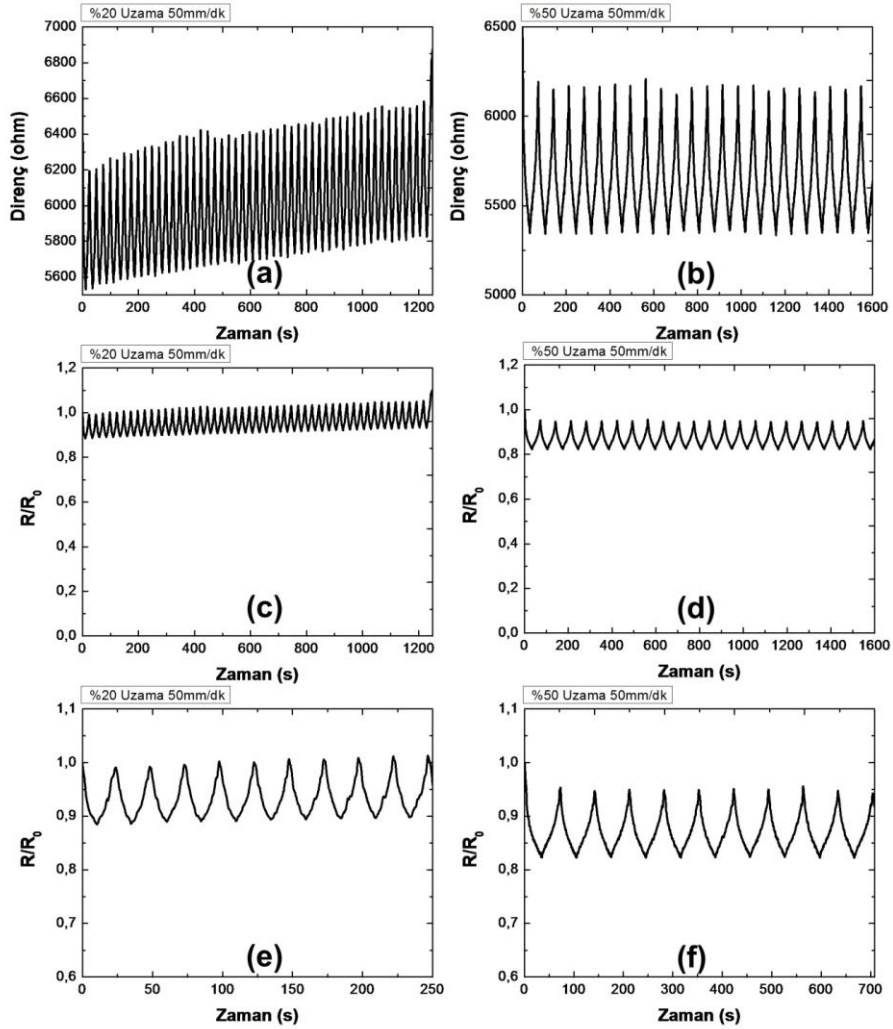 %20 Uzama 50mm/dk
7000
6800
6600
6400
6200
6000
5800
5600
Direnç (ohm)
(a)
0 200 400 600 800 1000 1200
Zaman (s)
%50 Uzama 50mm/dk
6500
6000
5500
5000
Direnç (ohm)
(b)
0 200 400 600 800 1000 1200 1400 1600
Zaman (s)
%20 Uzama 50mm/dk
1,2
1,0
0,8
0,6
0,4
0,2
0,0
R/R0
(c)
0 200 400 600 800 1000 1200
Zaman (s)
%50 Uzama 50mm/dk
1,2
1,0
0,8
0,6
0,4
0,2
0,0
R/R0
(d)
0 200 400 600 800 1000 1200 1400 1600
Zaman (s)
%20 Uzama 50mm/dk
1,1
1,0
0,9
0,8
0,7
0,6
R/R0
(e)
0 50 100 150 200 250
Zaman (s)
%50 Uzama 50mm/dk
1,1
1,0
0,9
0,8
0,7
0,6
R/R0
(f)
0 100 200 300 400 500 600 700
Zaman (s)